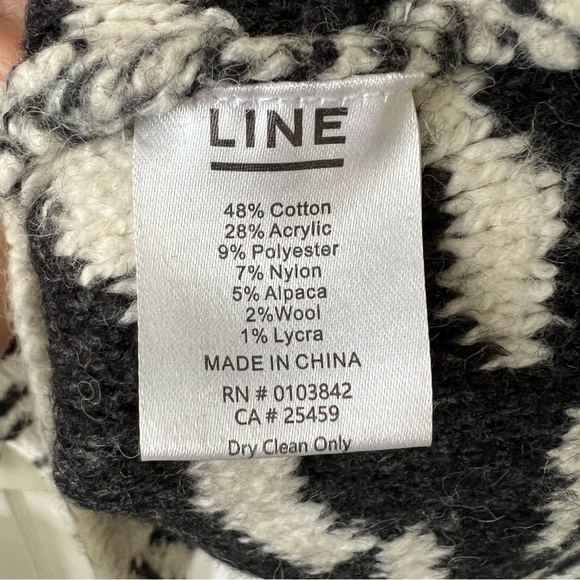 LINE
48% Cotton
28% Acrylic
9% Polyester
7% Nylon
5% Alpaca
2%Wool
1% Lycra
MADE IN CHINA
RN # 0103842
CA # 25459
Dry Clean Only